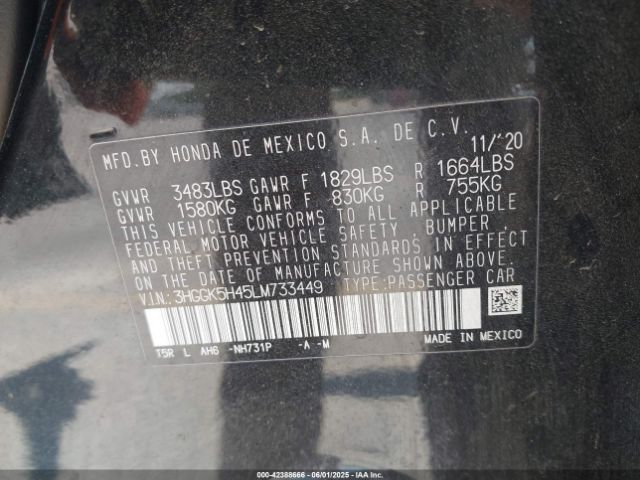 MFD.BY HONDA DE MEXICO S.A. DE C.V.
11/'20
GVWR 3483LBS GAWR F 1829LBS R 1664LBS
GVWR 1580KG GAWR F 830KG R 755KG
THIS VEHICLE CONFORMS TO ALL APPLICABLE
FEDERAL MOTOR VEHICLE SAFETY, BUMPER,
AND THEFT PREVENTION STANDARDS IN EFFECT
ON THE DATE OF MANUFACTURE SHOWN ABOVE.
V.I.N.:3HGGK5H45LM733449 TYPE:PASSENGER CAR
T5R L AH6 -NH731P -A -M MADE IN MEXICO
000-42388666 - 06/01/2025 - IAAI.COM